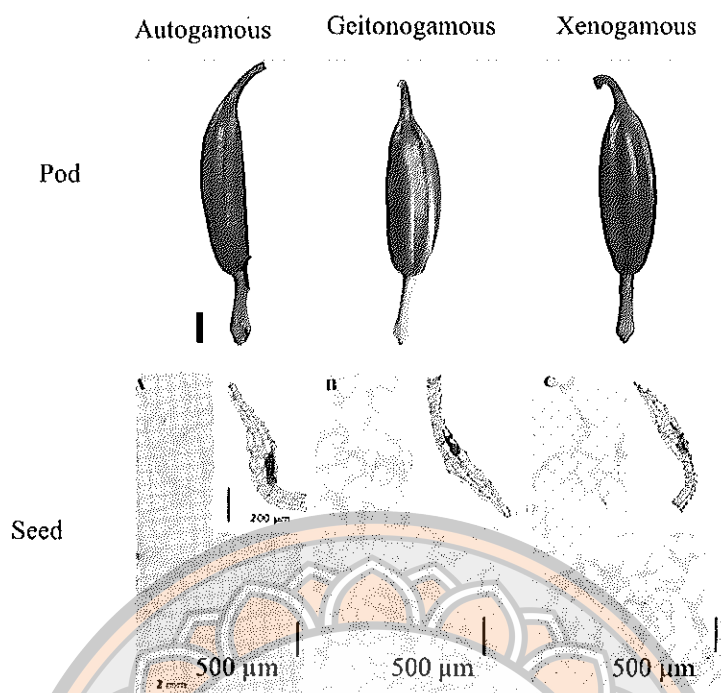 Autogamous Geitonogamous Xenogamous
Pod
A B C
200 μm
Seed
500 μm 500 μm 500 μm
2 mm